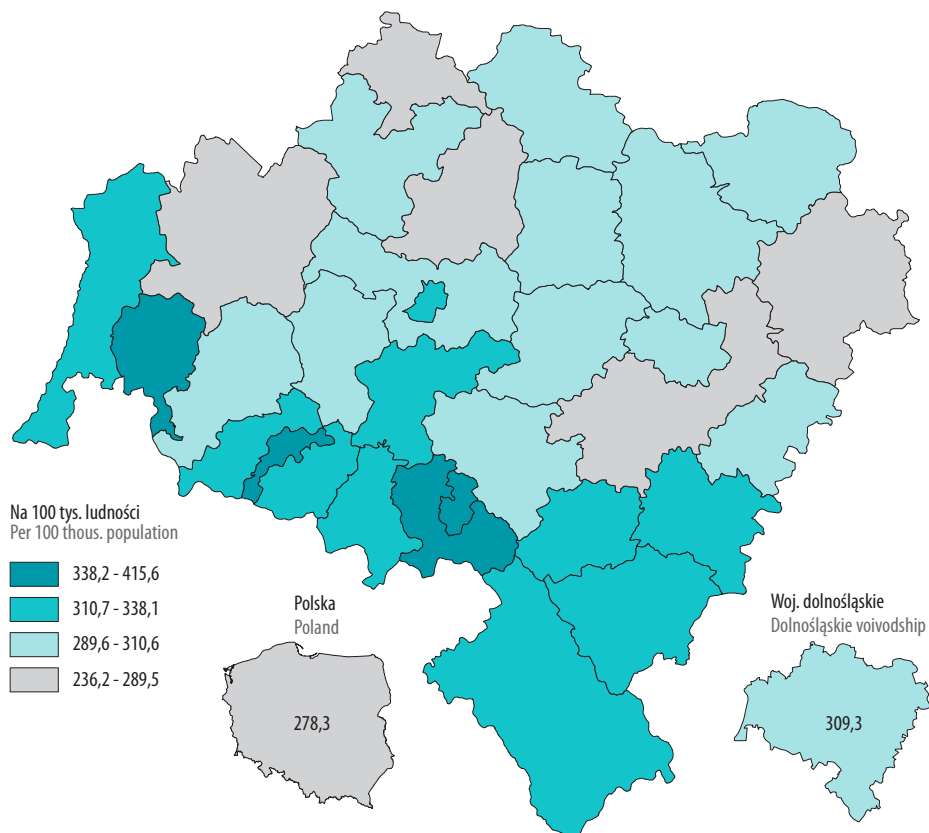 Na 100 tys. ludności
Per 100 thous. population
338,2 - 415,6
310,7 - 338,1
289,6 - 310,6
236,2 - 289,5
Polska
Poland
278,3
Woj. dolnośląskie
Dolnośląskie voivodship
309,3